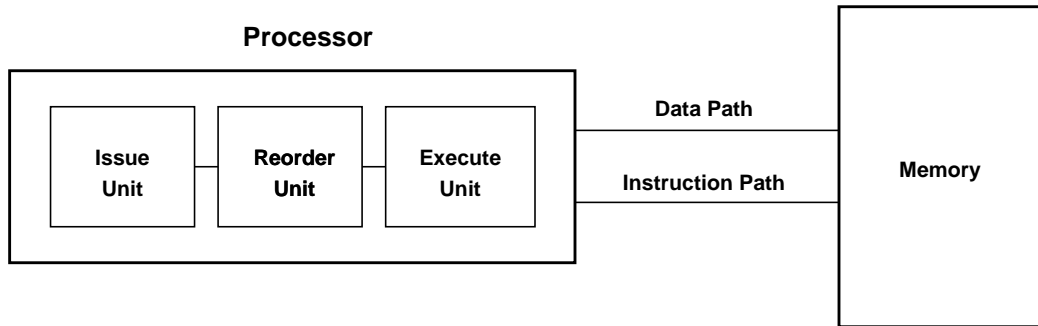 Processor
Issue
Unit
Reorder
Unit
Execute
Unit
Data Path
Instruction Path
Memory